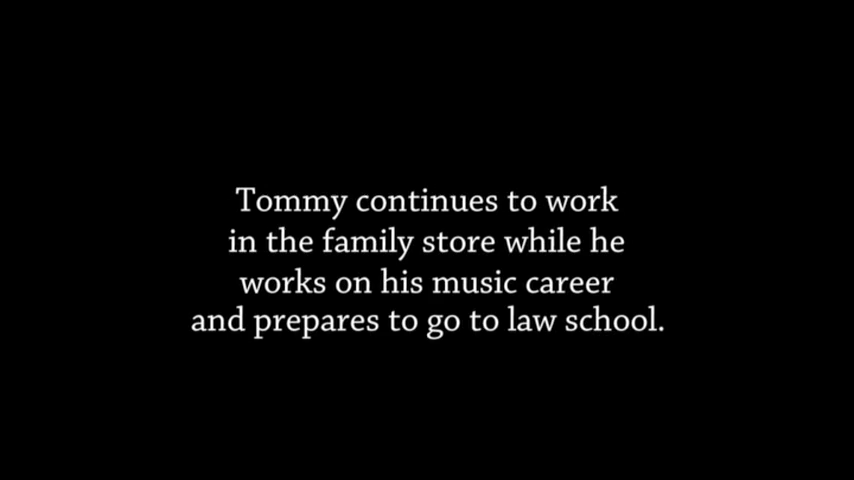 Tommy continues to work
in the family store while he
works on his music career
and prepares to go to law school.